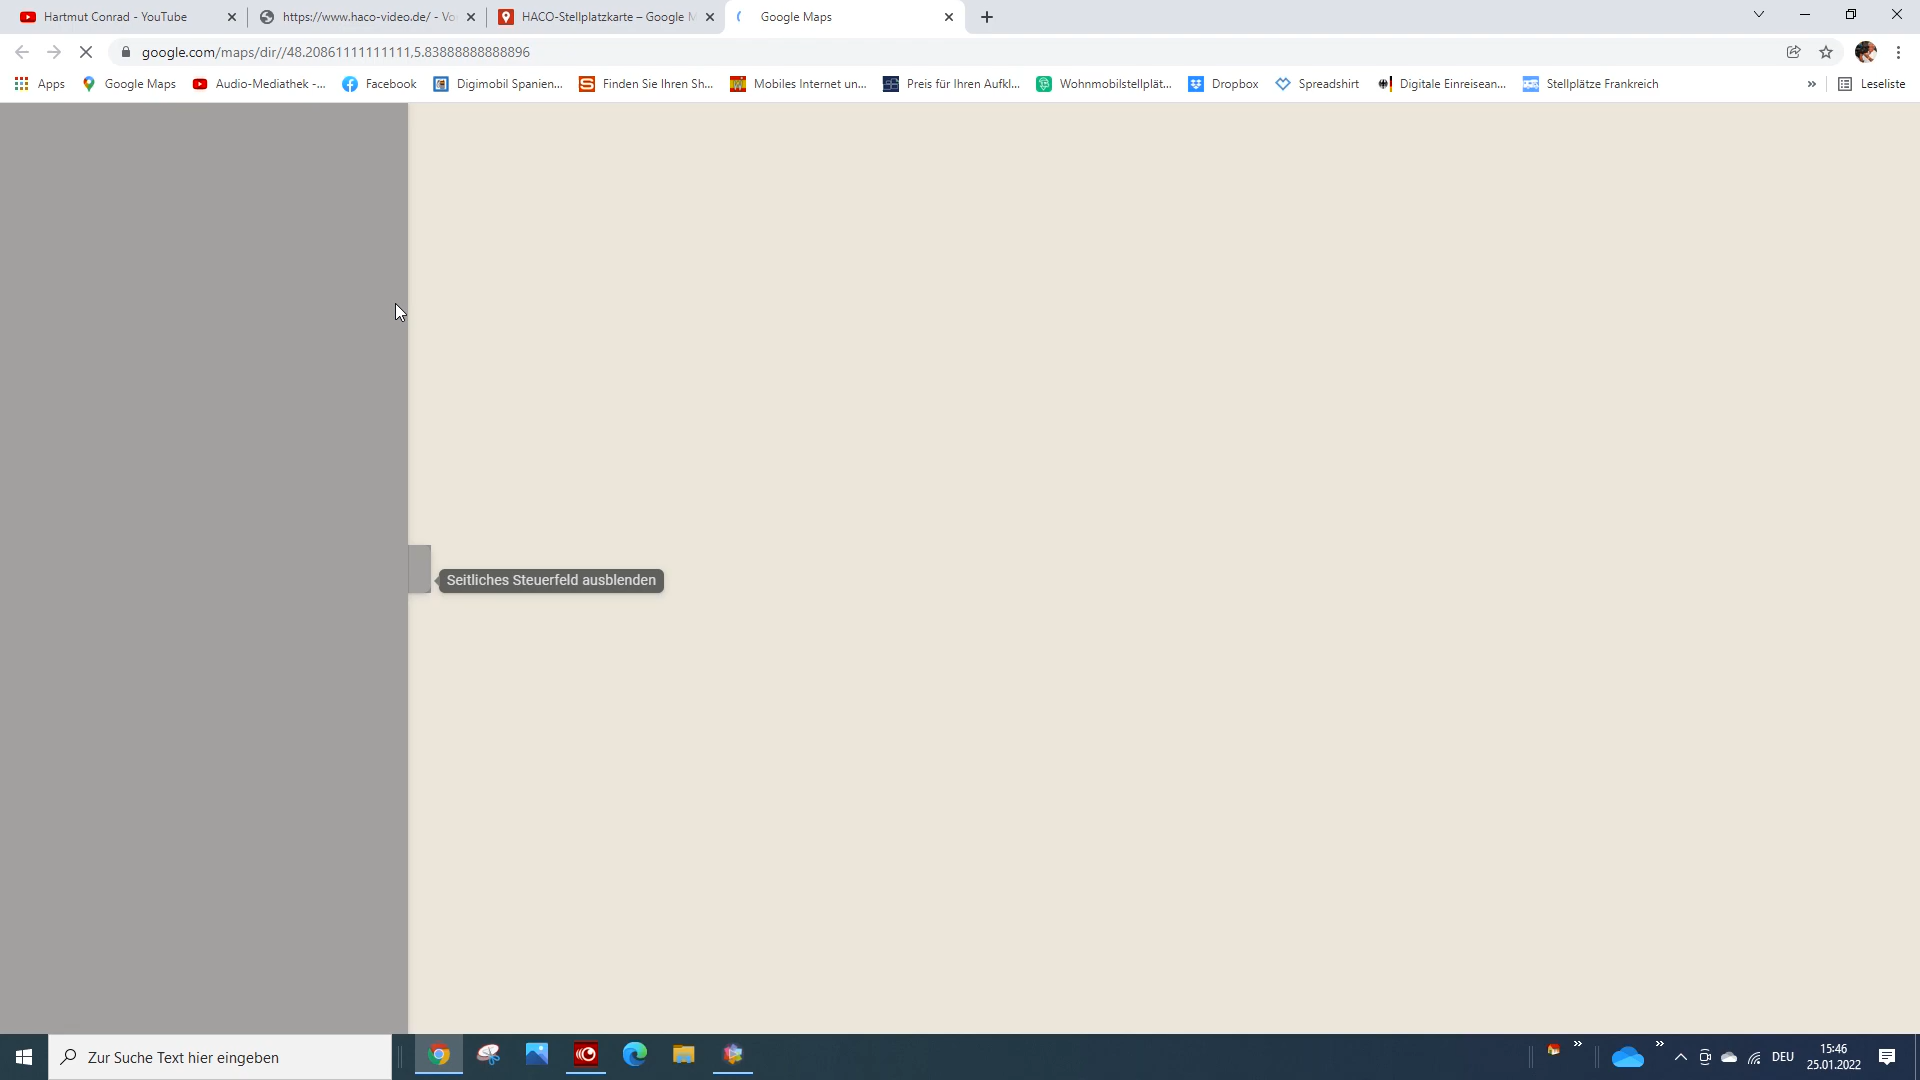 Hartmut Conrad - YouTube
https://www.haco-video.de/ - Vo
HACO-Stellplatzkarte – Google M
Google Maps
google.com/maps/dir//48.20861111111111,5.83888888888896
Apps
Google Maps
Audio-Mediathek -...
Facebook
Digimobil Spanien...
Finden Sie Ihren Sh...
Mobiles Internet un...
Preis für Ihren Aufkl...
Wohnmobilstellplät...
Dropbox
Spreadshirt
Digitale Einreisean...
Stellplätze Frankreich
»
Leseliste
Seitliches Steuerfeld ausblenden
Zur Suche Text hier eingeben
»
»
DEU
15:46
25.01.2022